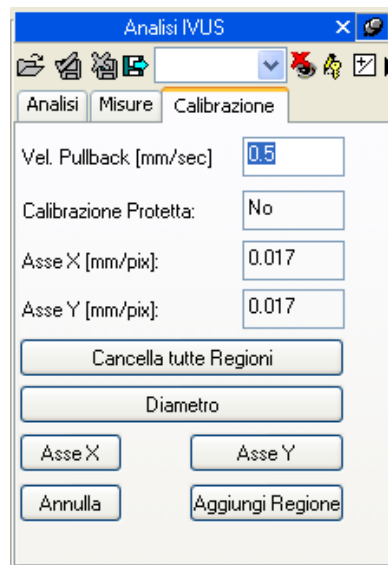 Analisi IVUS
Analisi Misure Calibrazione
Vel. Pullback [mm/sec] 0.5
Calibrazione Protetta: No
Asse X [mm/pix]: 0.017
Asse Y [mm/pix]: 0.017
Cancella tutte Regioni
Diametro
Asse X Asse Y
Annulla Aggiungi Regione